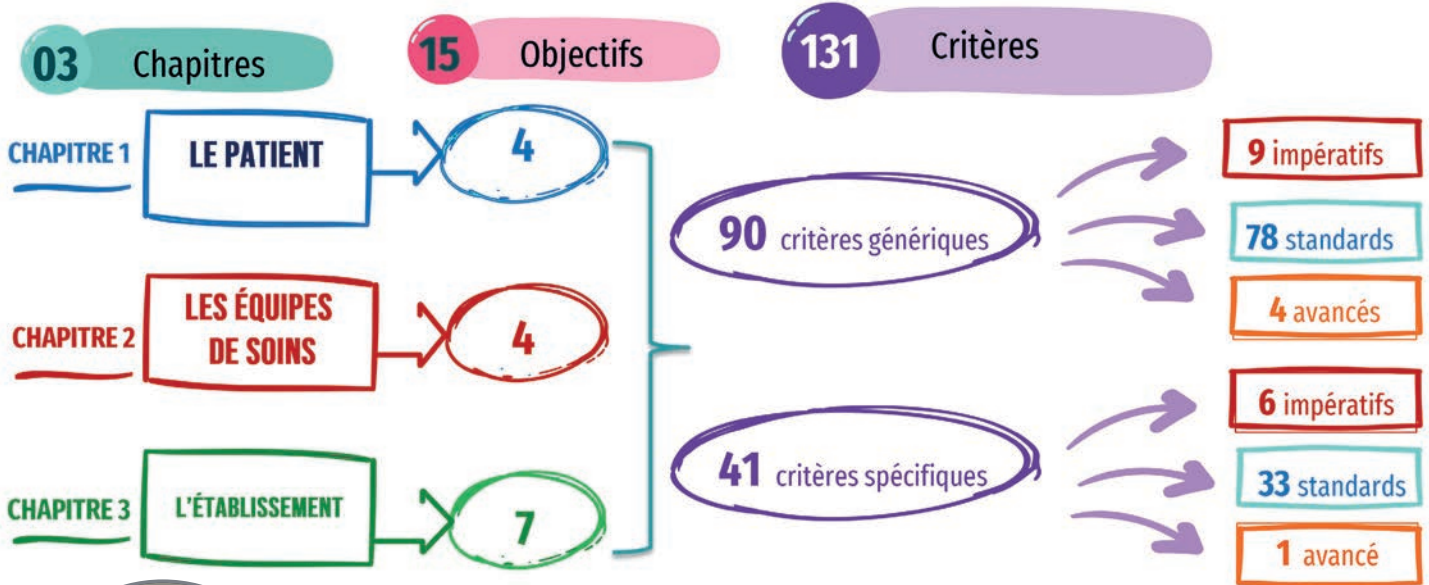 03 Chapitres
15 Objectifs
131 Critères
CHAPITRE 1
LE PATIENT
4
CHAPITRE 2
LES ÉQUIPES
DE SOINS
4
CHAPITRE 3
L'ÉTABLISSEMENT
7
90 critères génériques
9 impératifs
78 standards
4 avancés
41 critères spécifiques
6 impératifs
33 standards
1 avancé